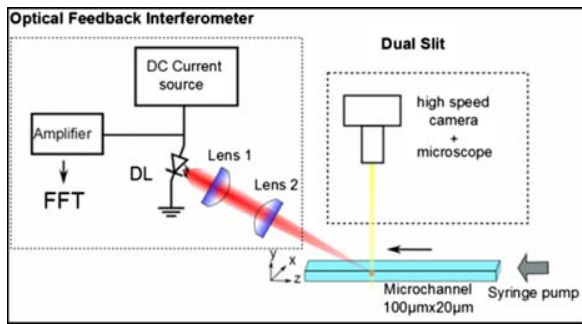 Optical Feedback Interferometer
DC Current
source
Amplifier
FFT
DL
Lens 1
Lens 2
Dual Slit
high speed
camera
+
microscope
y
x
z
Microchannel
100µmx20µm
Syringe pump